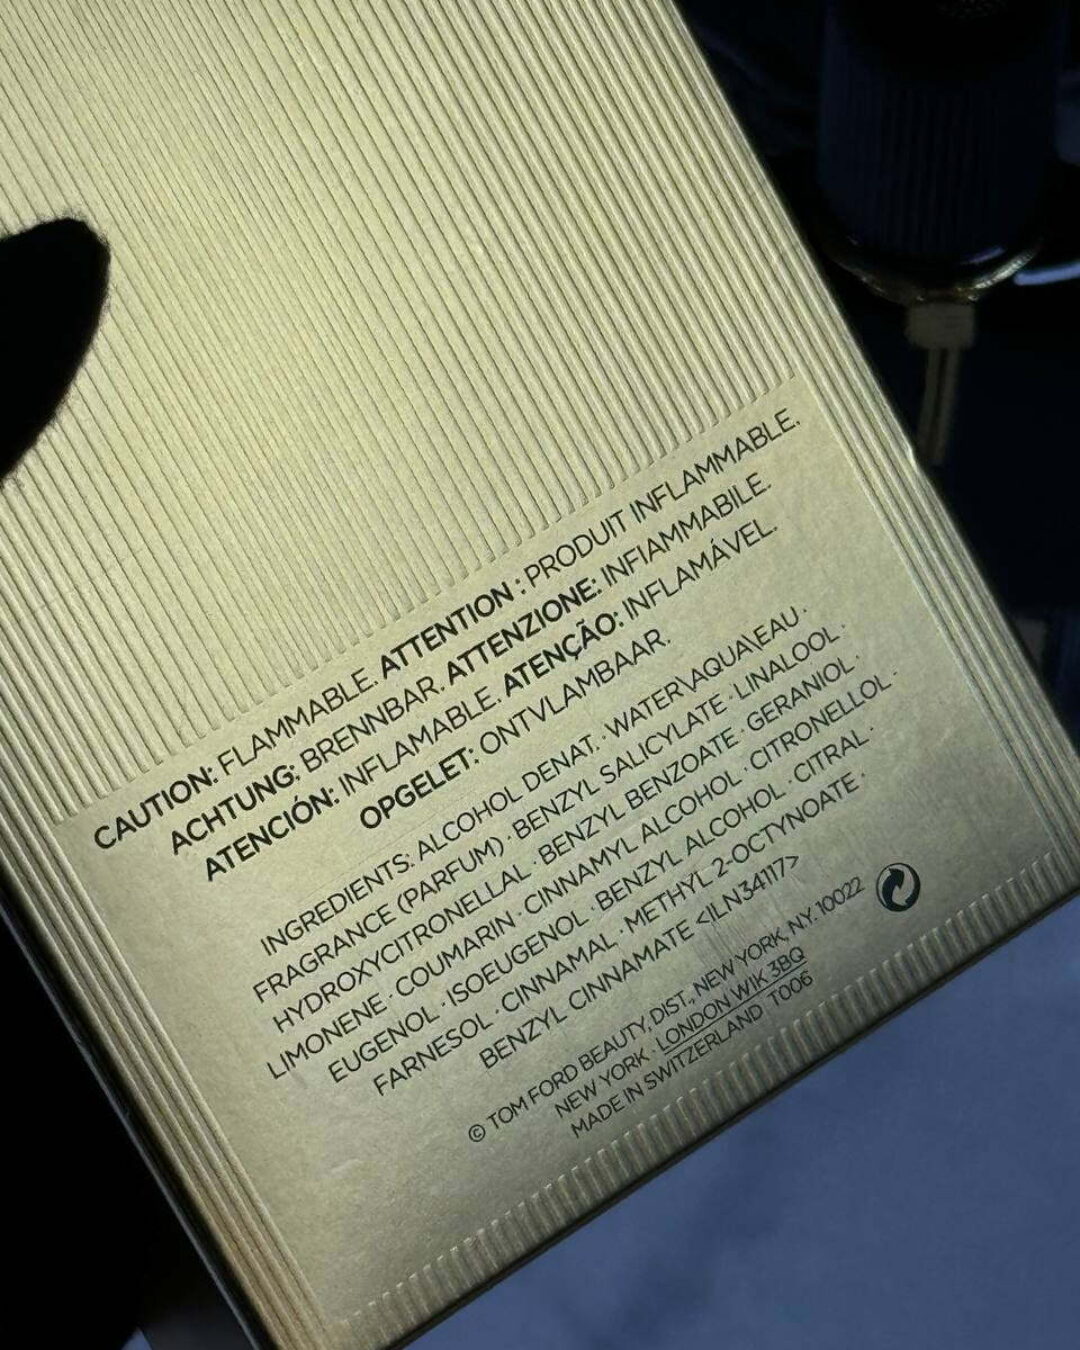 CAUTION: FLAMMABLE. ATTENTION : PRODUIT INFLAMMABLE.
ACHTUNG: BRENNBAR. ATTENZIONE: INFIAMMABILE.
ATENCIÓN: INFLAMABLE. ATENÇÃO: INFLAMÁVEL.
OPGELET: ONTVLAMBAAR.
INGREDIENTS: ALCOHOL DENAT. · WATER\AQUA\EAU ·
FRAGRANCE (PARFUM) · BENZYL SALICYLATE · LINALOOL ·
HYDROXYCITRONELLAL · BENZYL BENZOATE · GERANIOL ·
LIMONENE · COUMARIN · CINNAMYL ALCOHOL · CITRONELLOL ·
EUGENOL · ISOEUGENOL · BENZYL ALCOHOL · CITRAL ·
FARNESOL · CINNAMAL · METHYL 2-OCTYNOATE ·
BENZYL CINNAMATE <ILN34117>
© TOM FORD BEAUTY, DIST., NEW YORK, NY. 10022
NEW YORK · LONDON W1K 3BQ
MADE IN SWITZERLAND T006